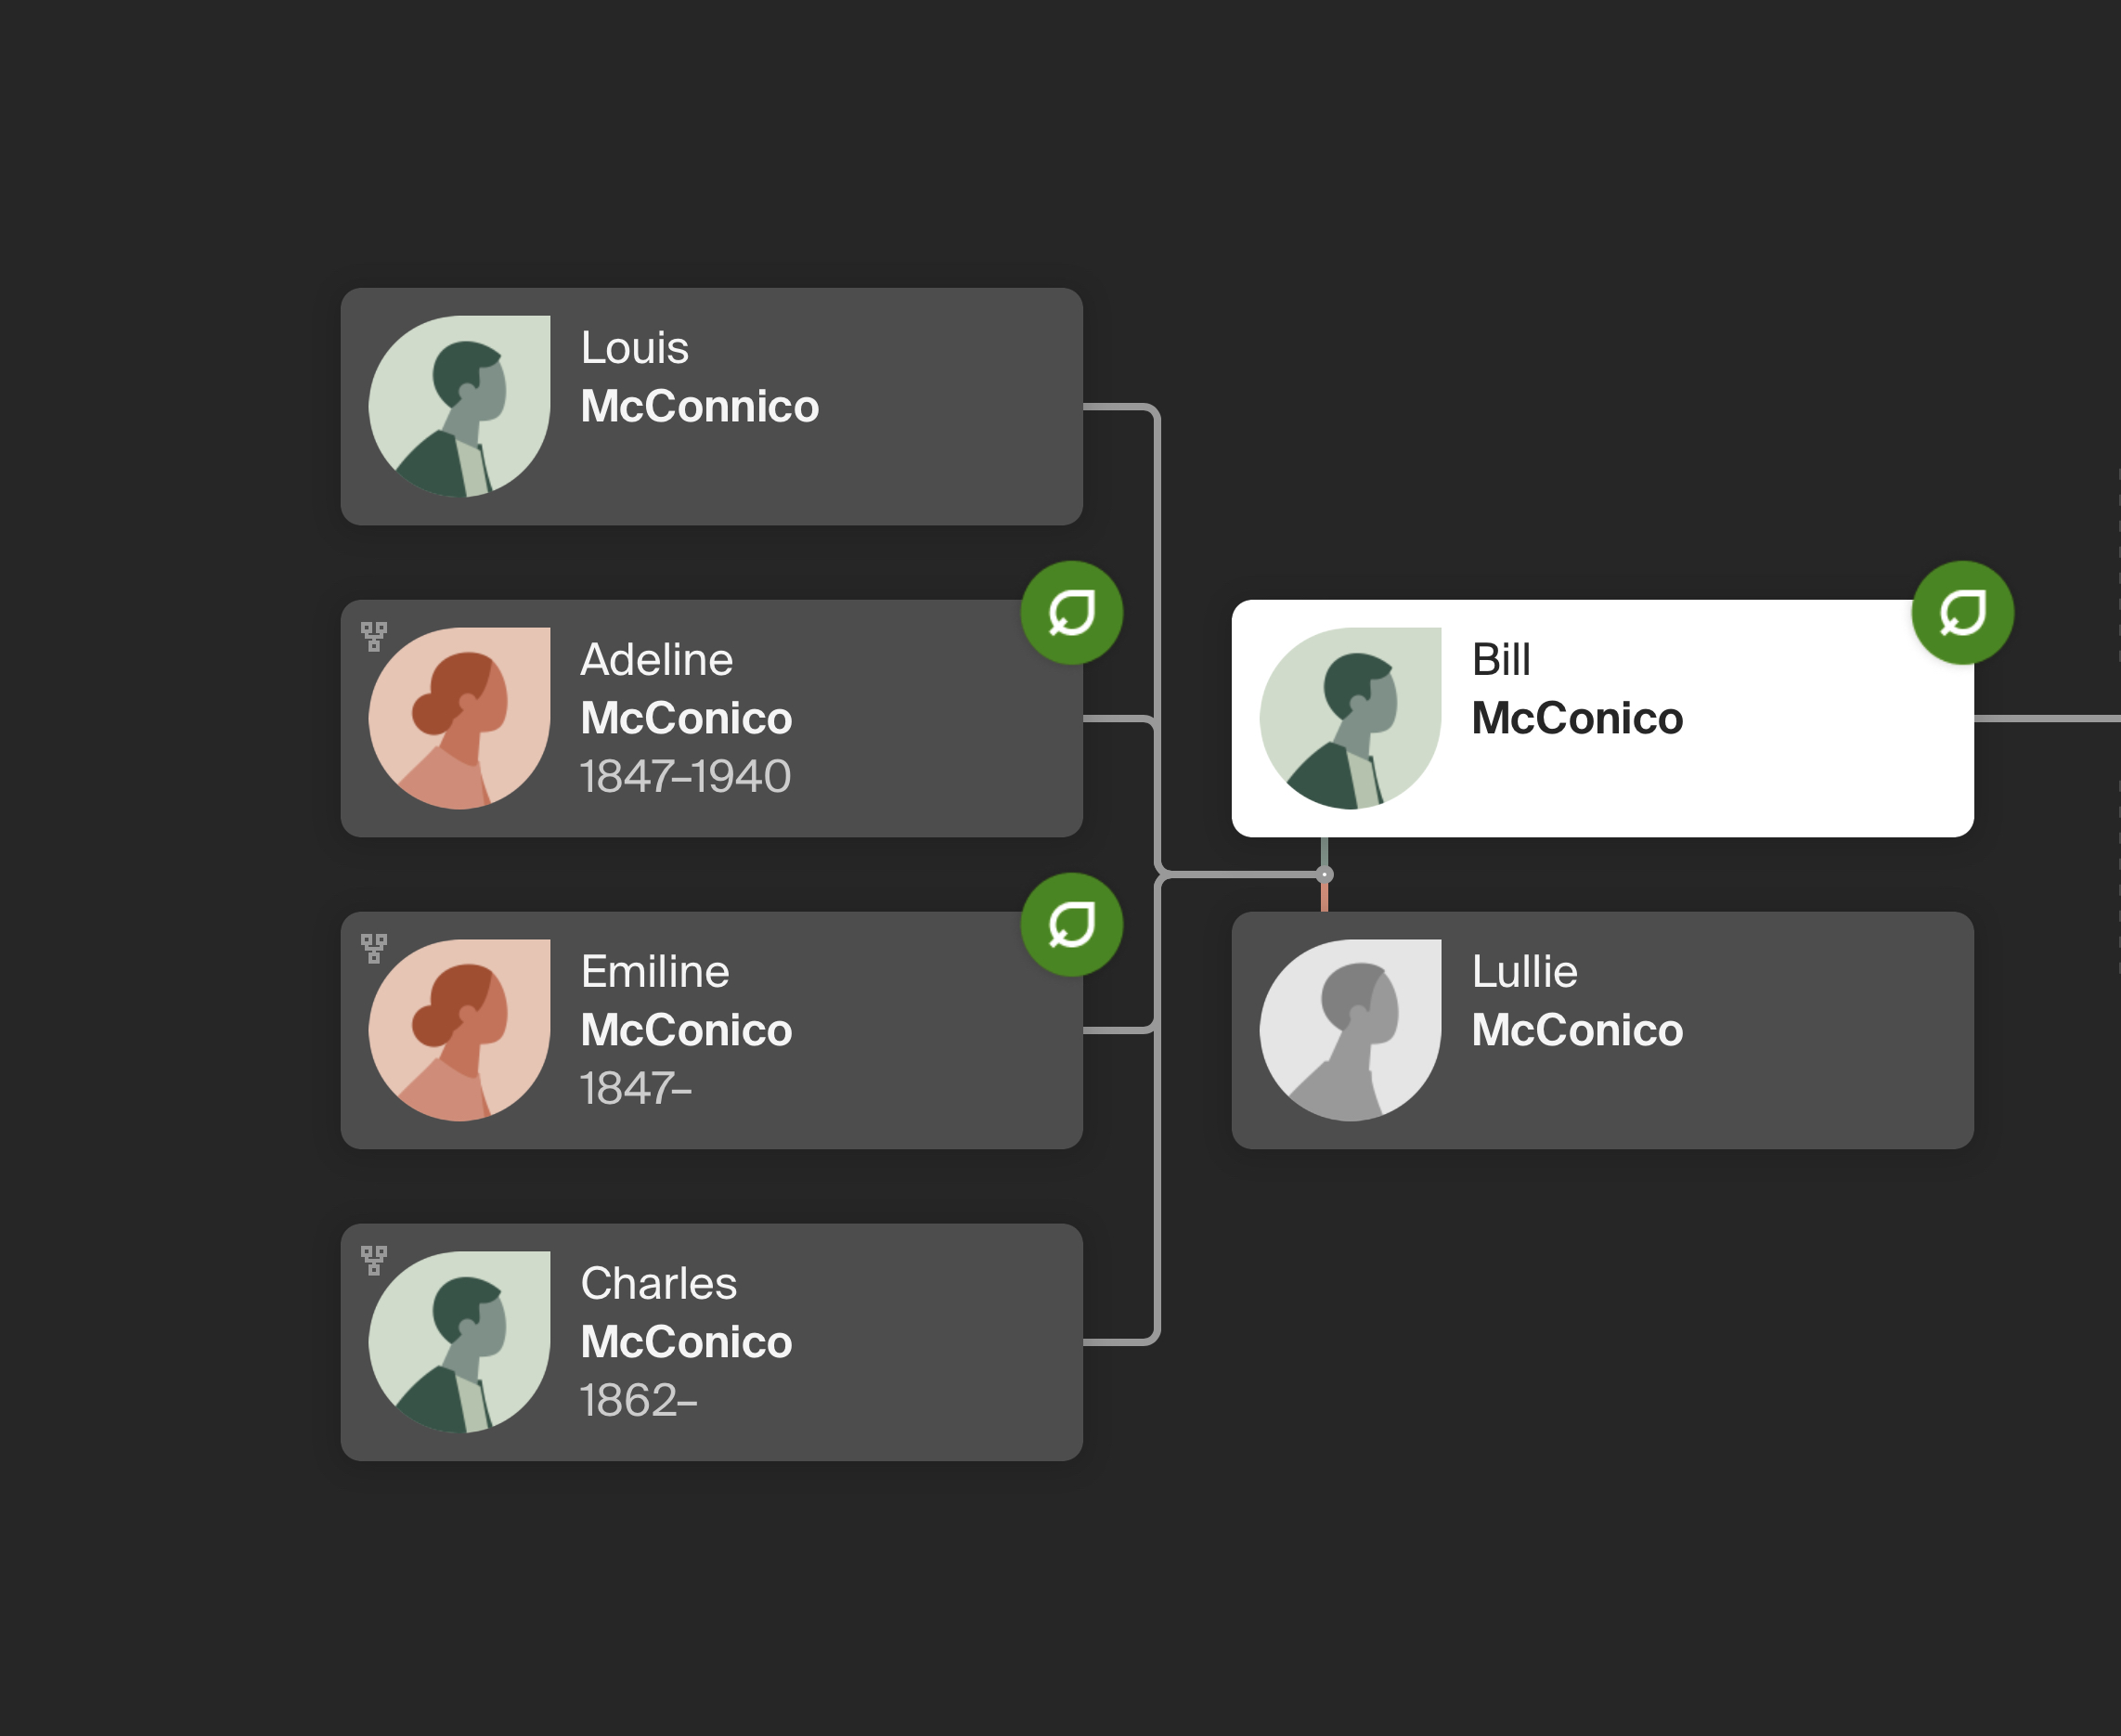 Louis
McConnico
Adeline
McConico
1847–1940
Emiline
McConico
1847–
Charles
McConico
1862–
Bill
McConico
Lullie
McConico